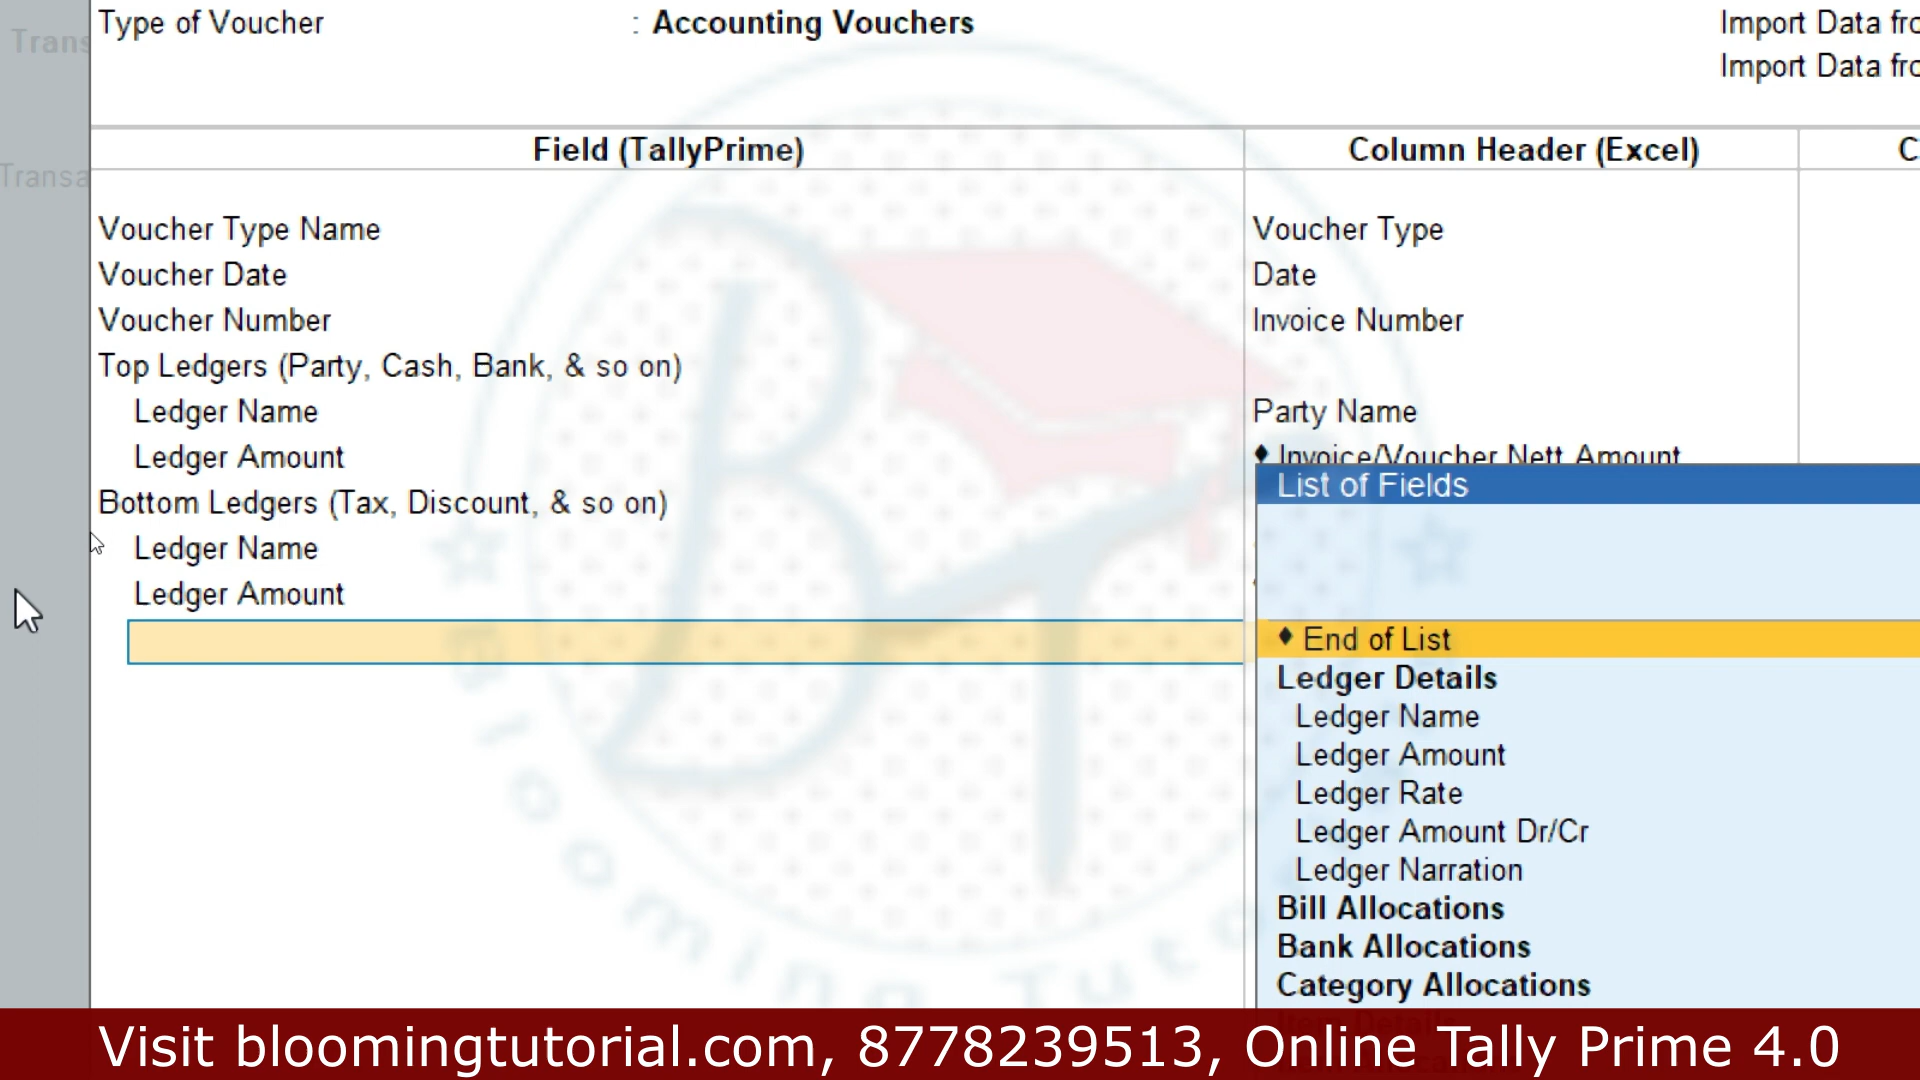 Type of Voucher : Accounting Vouchers
Import Data
Import Data
Trans
Transa
Field (TallyPrime) Column Header (Excel) C
Voucher Type Name Voucher Type
Voucher Date Date
Voucher Number Invoice Number
Top Ledgers (Party, Cash, Bank, & so on)
Ledger Name Party Name
Ledger Amount ♦ Invoice/Voucher Nett Amount
Bottom Ledgers (Tax, Discount, & so on)
Ledger Name
Ledger Amount
List of Fields
♦ End of List
Ledger Details
Ledger Name
Ledger Amount
Ledger Rate
Ledger Amount Dr/Cr
Ledger Narration
Bill Allocations
Bank Allocations
Category Allocations
Blooming Tuto
Visit bloomingtutorial.com, 8778239513, Online Tally Prime 4.0